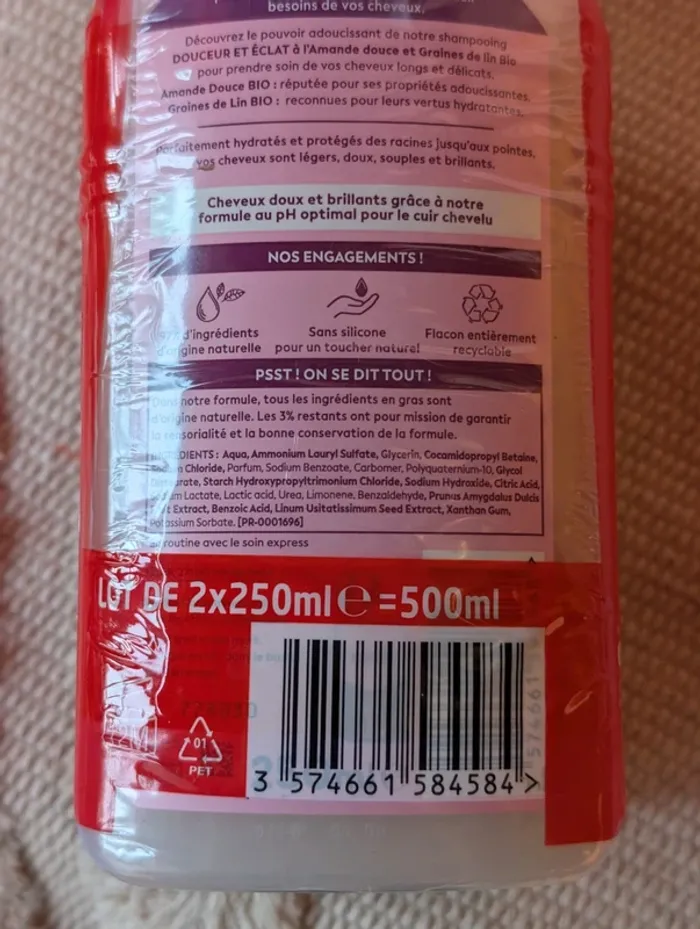 besoins de vos cheveux.
Découvrez le pouvoir adoucissant de notre shampooing
DOUCEUR ET ÉCLAT à l'Amande douce et Graines de lin Bio
pour prendre soin de vos cheveux longs et délicats.
Amande Douce BIO : réputée pour ses propriétés adoucissantes.
Graines de Lin BIO : reconnues pour leurs vertus hydratantes.
Parfaitement hydratés et protégés des racines jusqu'aux pointes,
vos cheveux sont légers, doux, souples et brillants.
Cheveux doux et brillants grâce à notre
formule au pH optimal pour le cuir chevelu
NOS ENGAGEMENTS !
97% d'ingrédients
d'origine naturelle
Sans silicone
pour un toucher naturel
Flacon entièrement
recyclable
PSST ! ON SE DIT TOUT !
Dans notre formule, tous les ingrédients en gras sont
d'origine naturelle. Les 3% restants ont pour mission de garantir
la sensorialité et la bonne conservation de la formule.
INGRÉDIENTS : Aqua, Ammonium Lauryl Sulfate, Glycerin, Cocamidopropyl Betaine,
Sodium Chloride, Parfum, Sodium Benzoate, Carbomer, Polyquaternium-10, Glycol
Distearate, Starch Hydroxypropyltrimonium Chloride, Sodium Hydroxide, Citric Acid,
Sodium Lactate, Lactic acid, Urea, Limonene, Benzaldehyde, Prunus Amygdalus Dulcis
Extract, Benzoic Acid, Linum Usitatissimum Seed Extract, Xanthan Gum,
Potassium Sorbate. [PR-0001696]
routine avec le soin express
LOT DE 2x250ml e =500ml
574661
01
PET
3 574661 584584 >